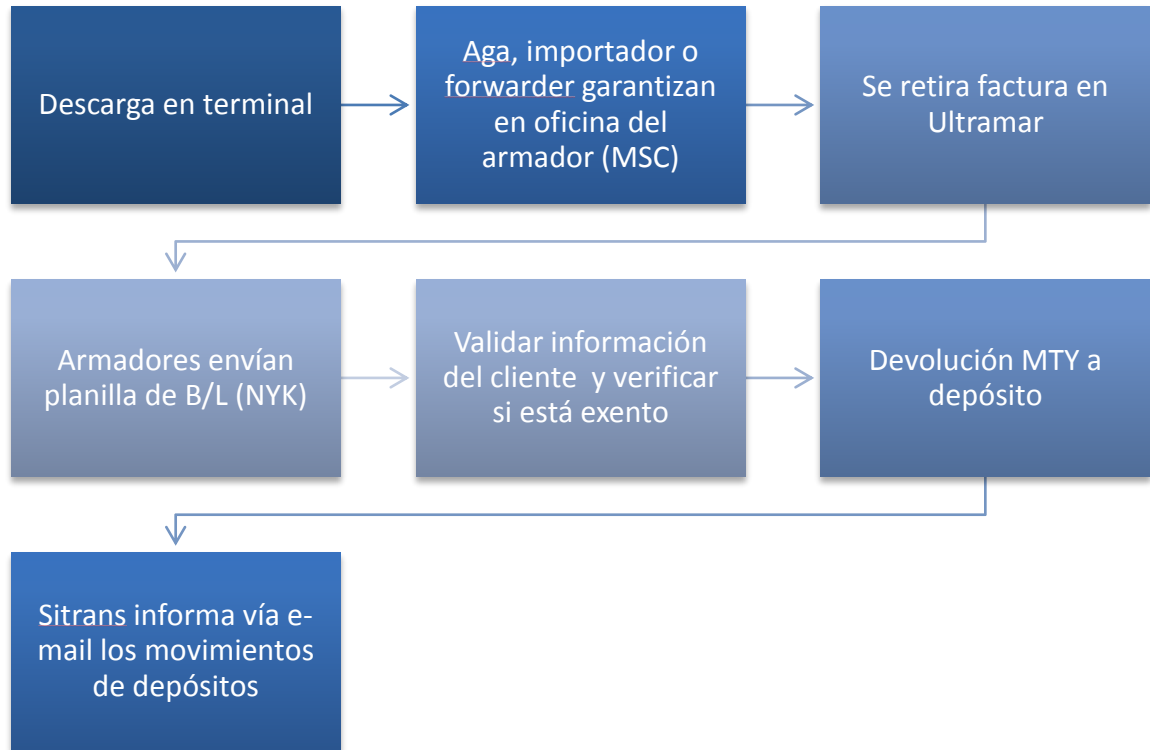 Descarga en terminal
Aga, importador o
forwarder garantizan
en oficina del
armador (MSC)
Se retira factura en
Ultramar
Armadores envían
planilla de B/L (NYK)
Validar información
del cliente  y verificar
si está exento
Devolución MTY a
depósito
Sitrans informa vía e-
mail los movimientos
de depósitos